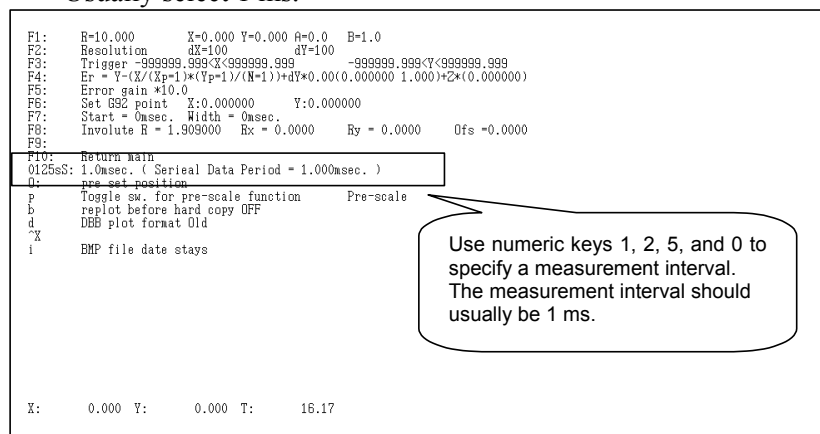 Usually select 1 ms.
F1: R=10.000 X=0.000 Y=0.000 A=0.0 B=1.0
F2: Resolution dX=100 dY=100
F3: Trigger -999999.999<X<999999.999 -999999.999<Y<999999.999
F4: Er = Y-(X/(Xp=1)*(Yp=1)/(N=1))+dY*0.00(0.000000 1.000)+Z*(0.000000)
F5: Error gain *10.0
F6: Set G92 point X:0.000000 Y:0.000000
F7: Start = 0msec. Width = 0msec.
F8: Involute R = 1.909000 Rx = 0.0000 Ry = 0.0000 Ofs =0.0000
F9:
F10: Return main
0125sS: 1.0msec. ( Serieal Data Period = 1.000msec. )
O: pre set position
p Toggle sw. for pre-scale function Pre-scale
b replot before hard copy OFF
d DBB plot format Old
^X
i BMP file date stays
Use numeric keys 1, 2, 5, and 0 to
specify a measurement interval.
The measurement interval should
usually be 1 ms.
X: 0.000 Y: 0.000 T: 16.17